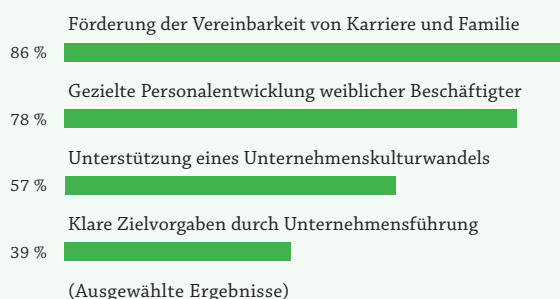 Förderung der Vereinbarkeit von Karriere und Familie
86 %
Gezielte Personalentwicklung weiblicher Beschäftigter
78 %
Unterstützung eines Unternehmenskulturwandels
57 %
Klare Zielvorgaben durch Unternehmensführung
39 %
(Ausgewählte Ergebnisse)